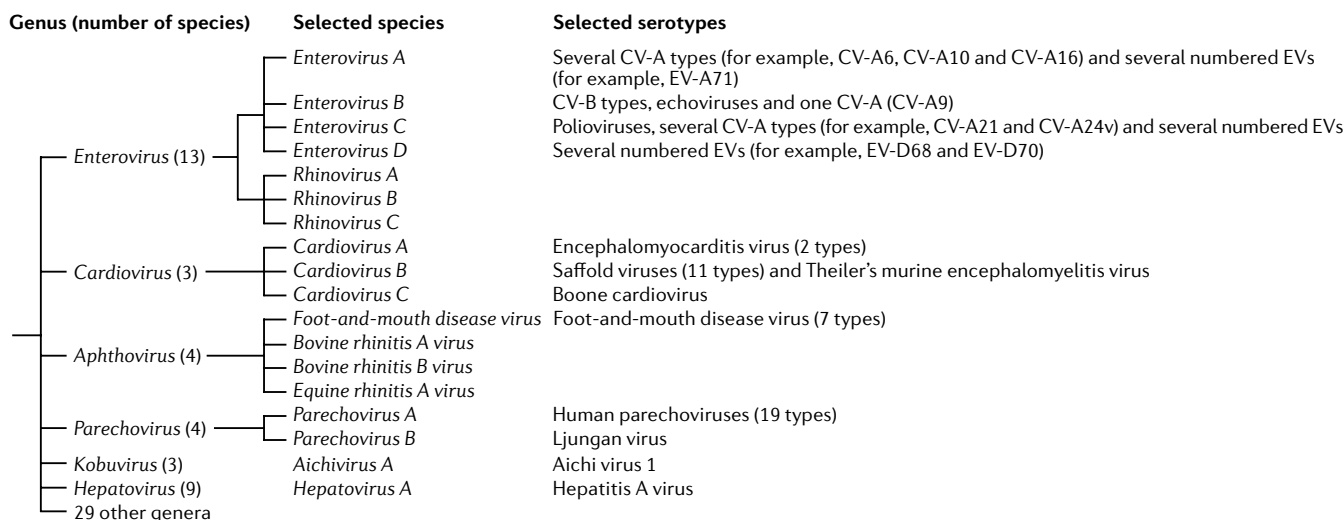 Genus (number of species) Selected species Selected serotypes
Enterovirus A Several CV-A types (for example, CV-A6, CV-A10 and CV-A16) and several numbered EVs
(for example, EV-A71)
Enterovirus B CV-B types, echoviruses and one CV-A (CV-A9)
Enterovirus C Polioviruses, several CV-A types (for example, CV-A21 and CV-A24v) and several numbered EVs
Enterovirus (13) Enterovirus D Several numbered EVs (for example, EV-D68 and EV-D70)
Rhinovirus A
Rhinovirus B
Rhinovirus C
Cardiovirus A Encephalomyocarditis virus (2 types)
Cardiovirus (3) Cardiovirus B Saffold viruses (11 types) and Theiler's murine encephalomyelitis virus
Cardiovirus C Boone cardiovirus
Foot-and-mouth disease virus Foot-and-mouth disease virus (7 types)
Bovine rhinitis A virus
Aphthovirus (4) Bovine rhinitis B virus
Equine rhinitis A virus
Parechovirus A Human parechoviruses (19 types)
Parechovirus (4) Parechovirus B Ljungan virus
Kobuvirus (3) Aichivirus A Aichi virus 1
Hepatovirus (9) Hepatovirus A Hepatitis A virus
29 other genera